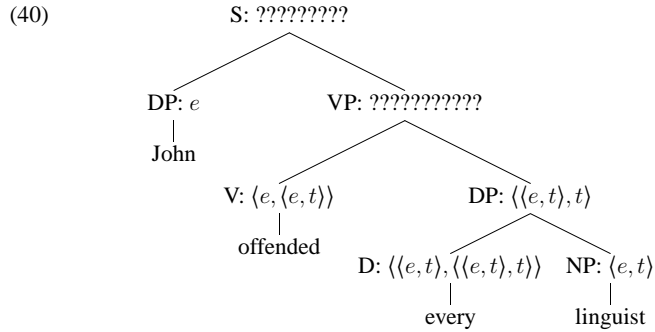 (40) S: ?????????
DP: e VP: ???????????
John
V: ⟨e, ⟨e, t⟩⟩ DP: ⟨⟨e, t⟩, t⟩
offended
D: ⟨⟨e, t⟩, ⟨⟨e, t⟩, t⟩⟩ NP: ⟨e, t⟩
every linguist